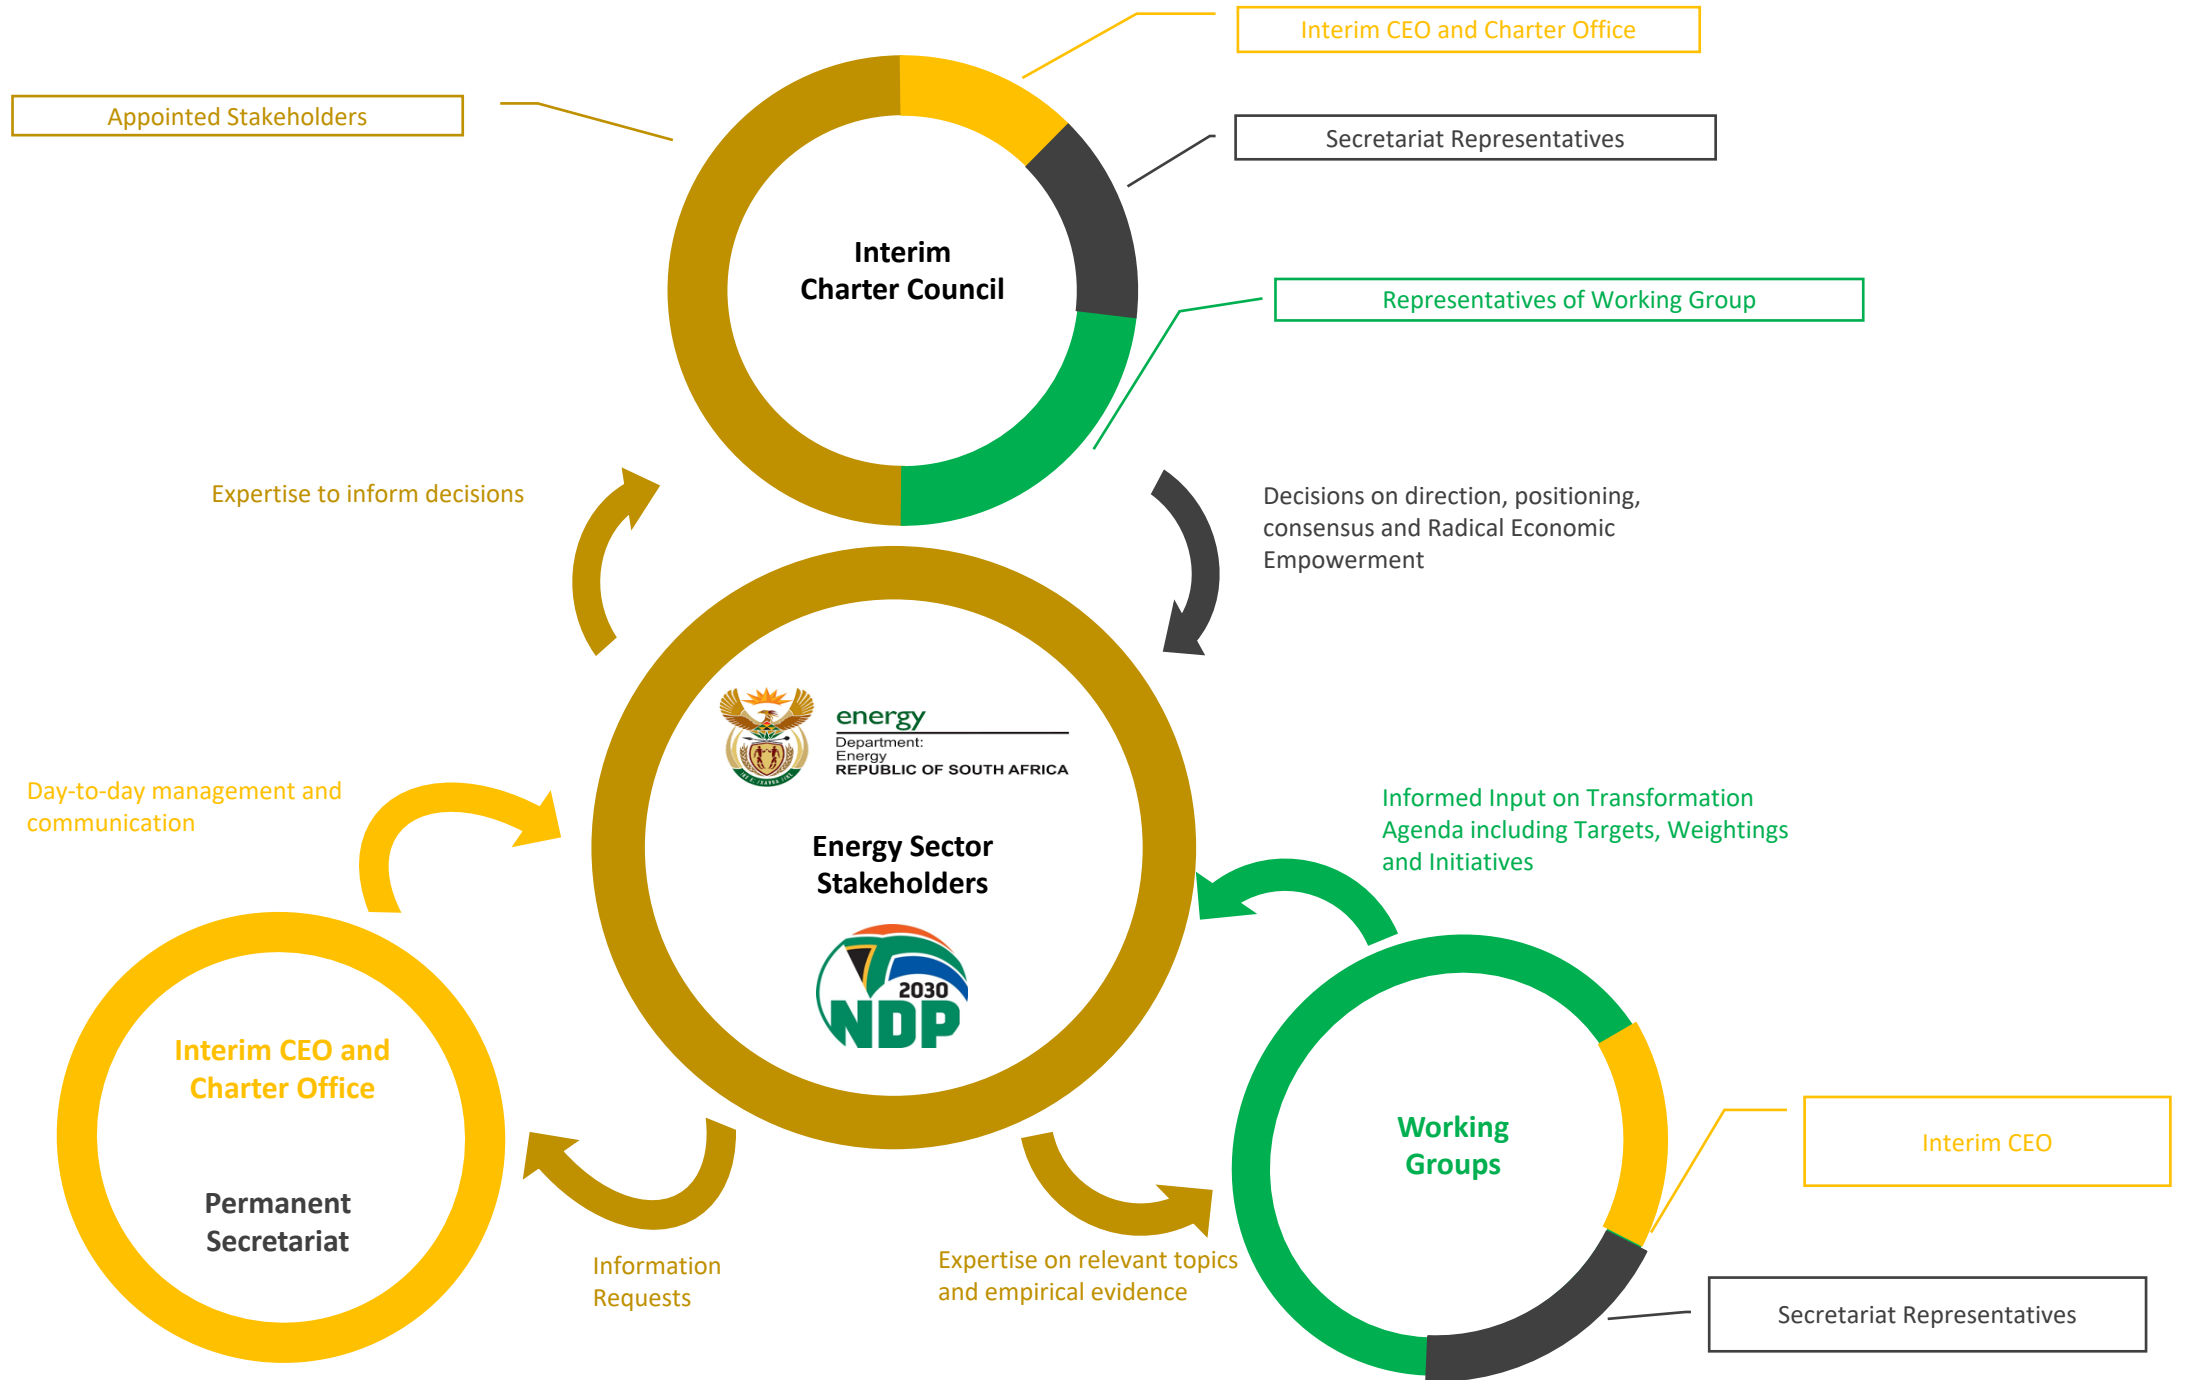 Interim CEO and Charter Office
Appointed Stakeholders
Secretariat Representatives
Interim
Charter Council
Representatives of Working Group
Expertise to inform decisions
Decisions on direction, positioning,
consensus and Radical Economic
Empowerment
energy
Department:
Energy
REPUBLIC OF SOUTH AFRICA
Day-to-day management and
communication
Informed Input on Transformation
Agenda including Targets, Weightings
and Initiatives
Energy Sector
Stakeholders
2030
NDP
Interim CEO and
Charter Office
Permanent
Secretariat
Working
Groups
Interim CEO
Information
Requests
Expertise on relevant topics
and empirical evidence
Secretariat Representatives